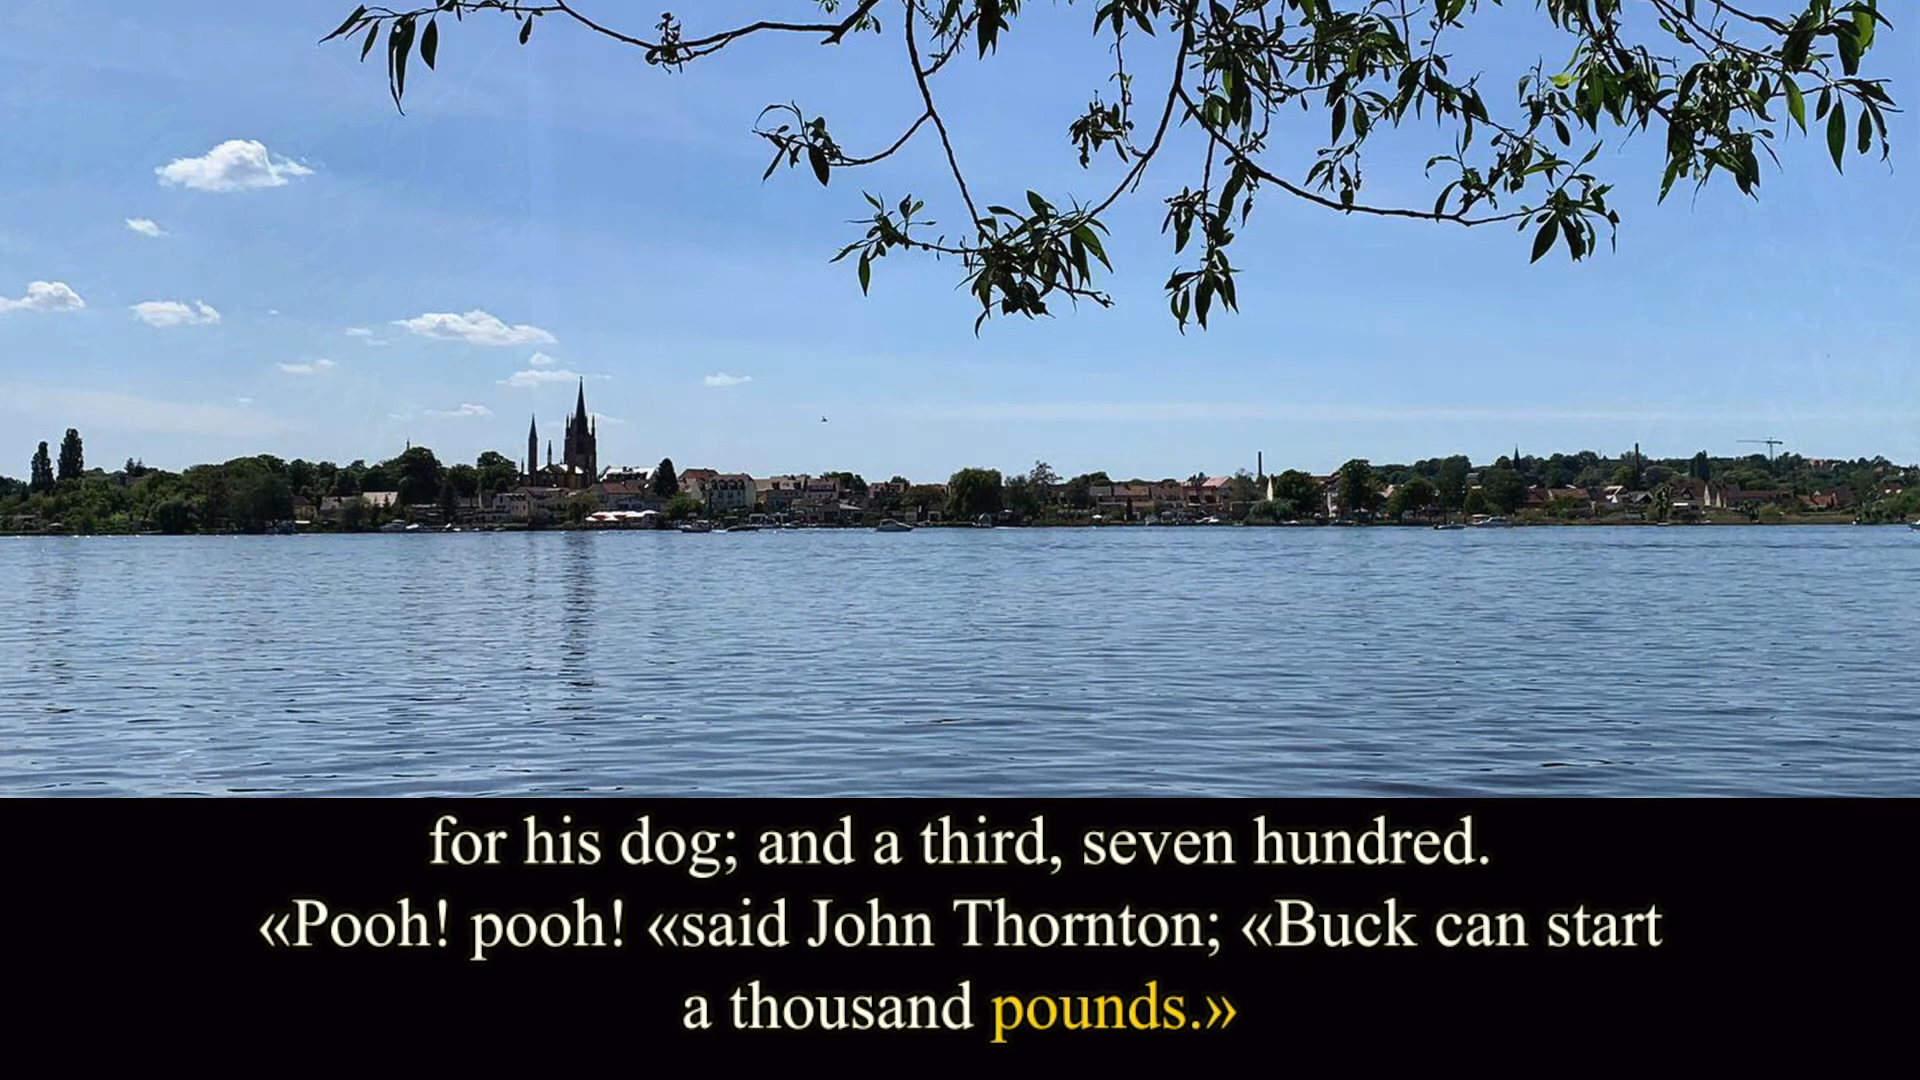 for his dog; and a third, seven hundred.
«Pooh! pooh! «said John Thornton; «Buck can start
a thousand pounds.»